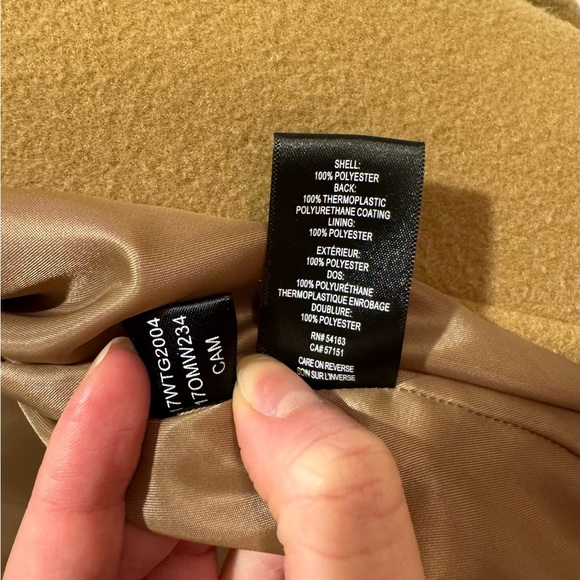 SHELL:
100% POLYESTER
BACK:
100% THERMOPLASTIC
POLYURETHANE COATING
LINING:
100% POLYESTER
EXTÉRIEUR:
100% POLYESTER
DOS:
100% POLYURÉTHANE
THERMOPLASTIQUE ENROBAGE
DOUBLURE:
100% POLYESTER
RN# 54163
CA# 57151
CARE ON REVERSE
SOIN SUR L'INVERSE
17WTG2004
17OMW234
CAM